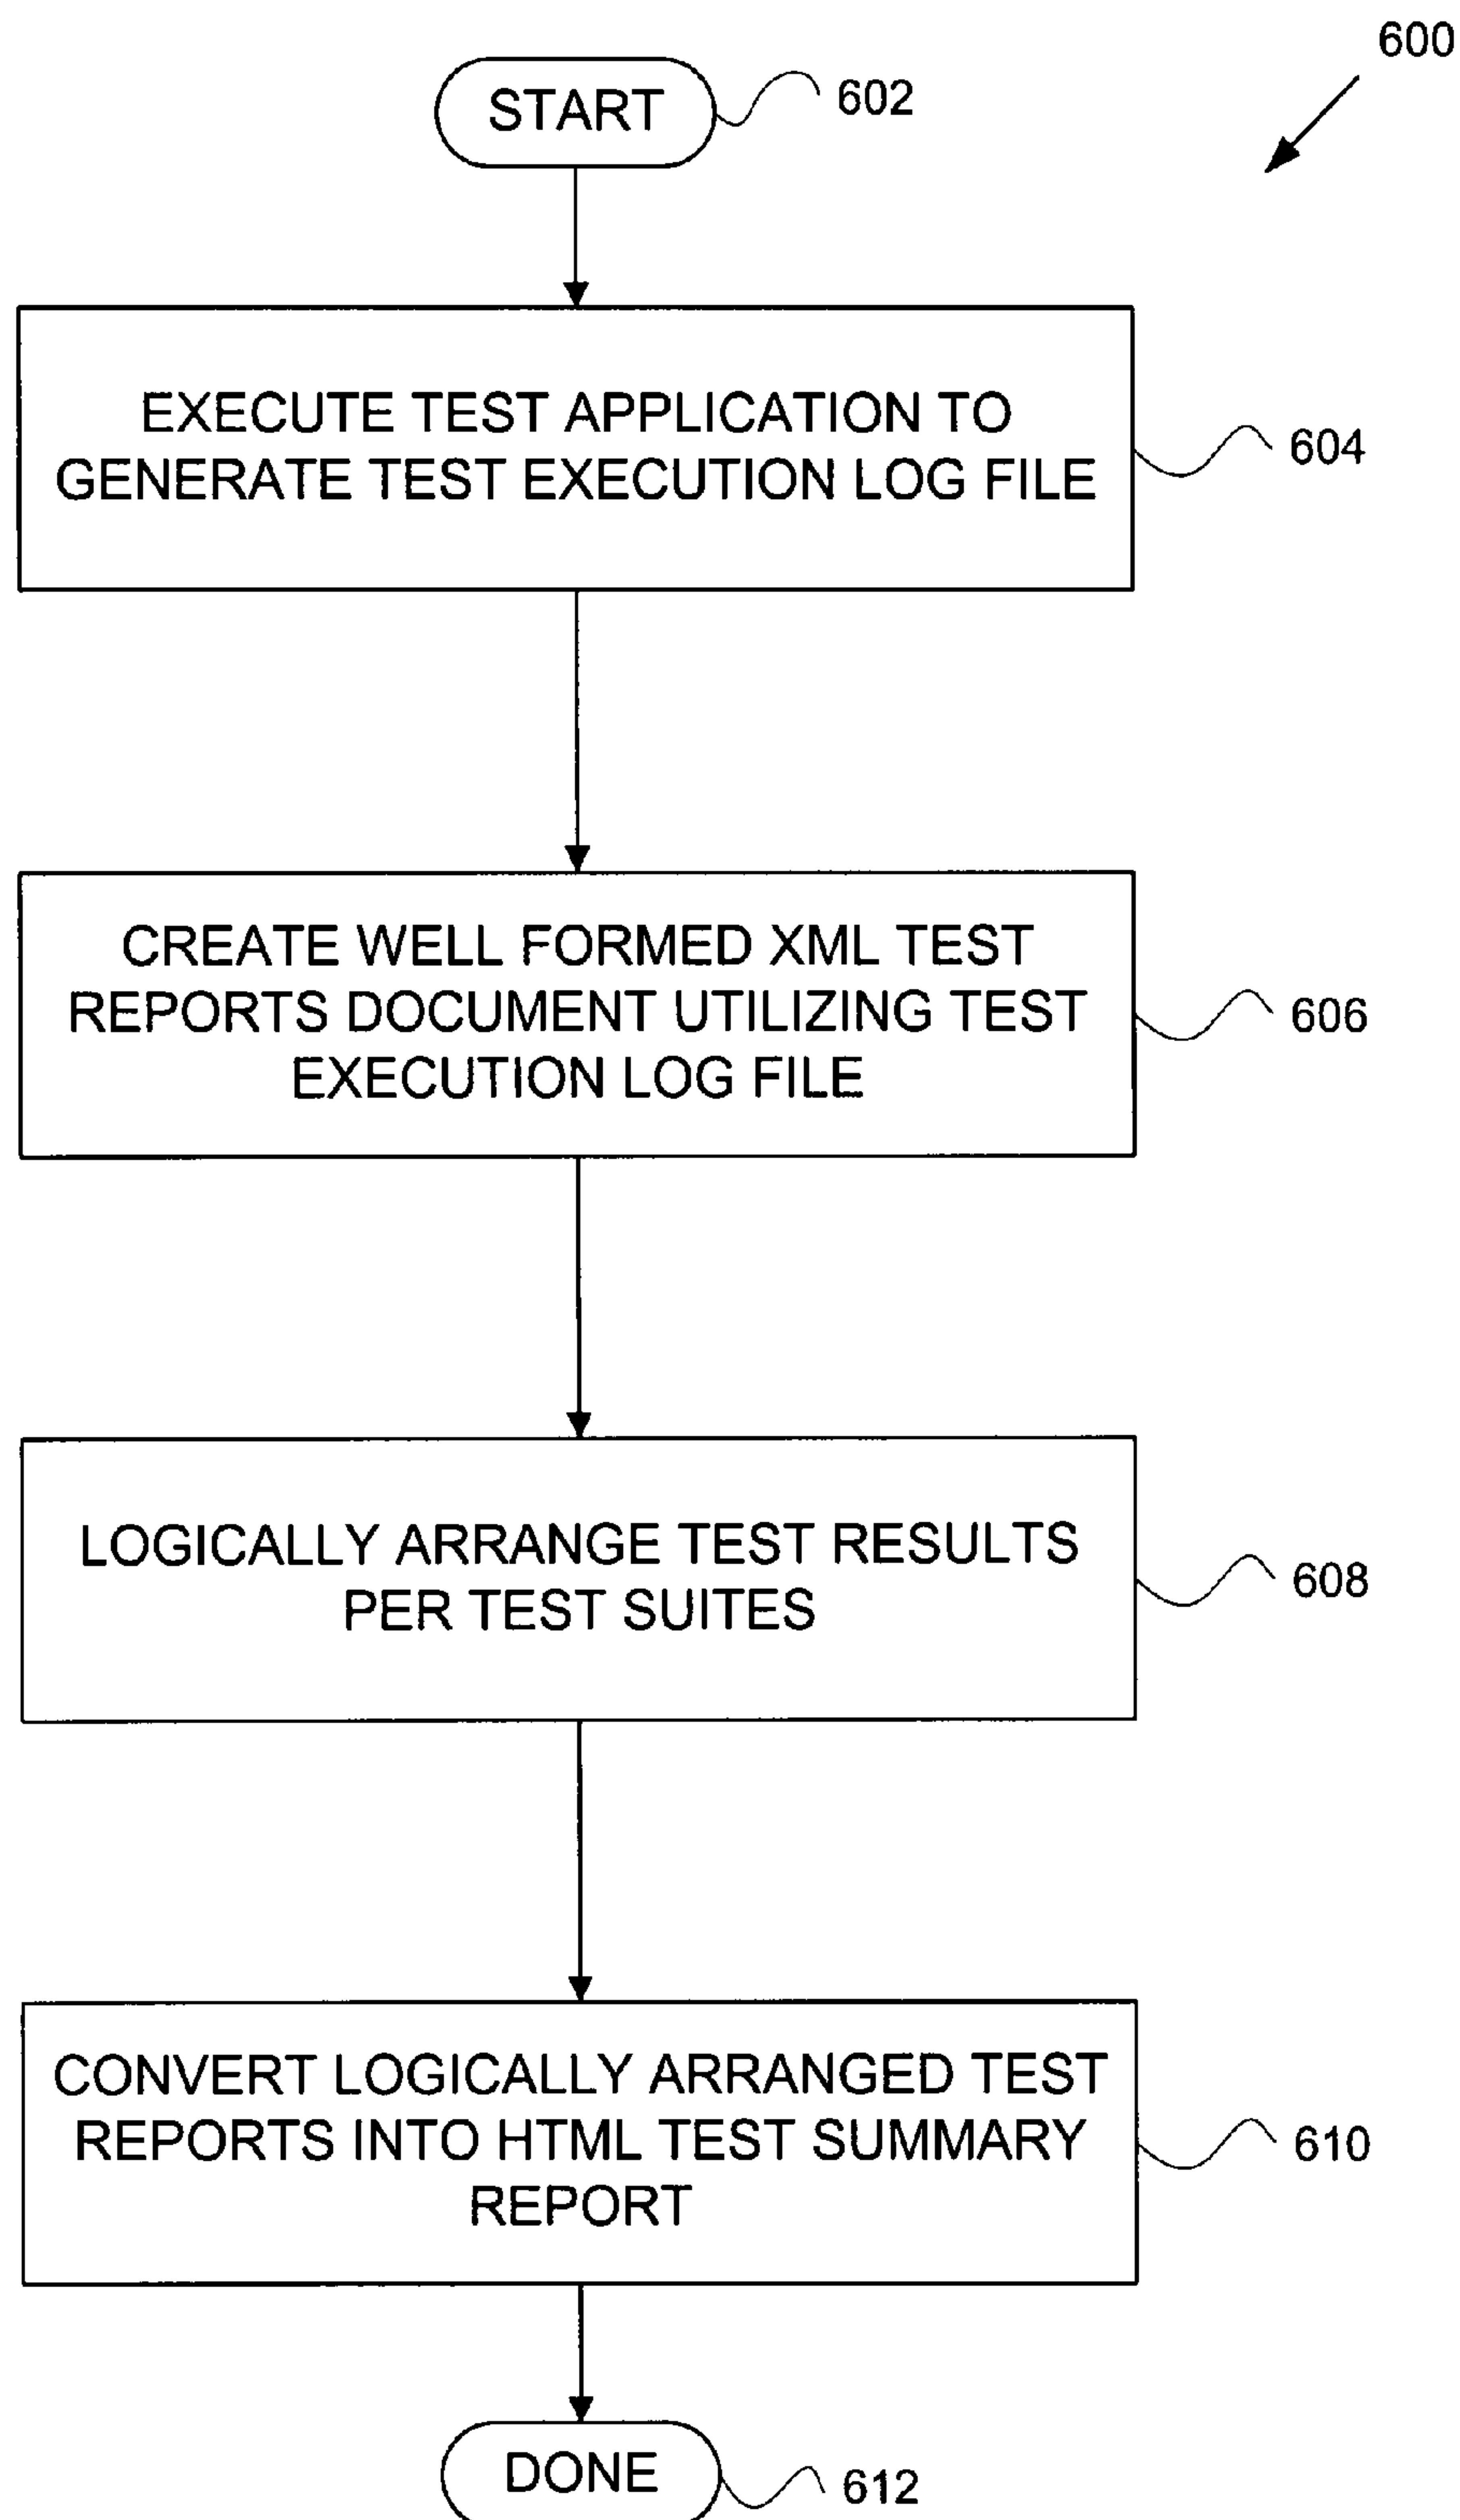 600
START
602
EXECUTE TEST APPLICATION TO
GENERATE TEST EXECUTION LOG FILE
604
CREATE WELL FORMED XML TEST
REPORTS DOCUMENT UTILIZING TEST
EXECUTION LOG FILE
606
LOGICALLY ARRANGE TEST RESULTS
PER TEST SUITES
608
CONVERT LOGICALLY ARRANGED TEST
REPORTS INTO HTML TEST SUMMARY
REPORT
610
DONE
612